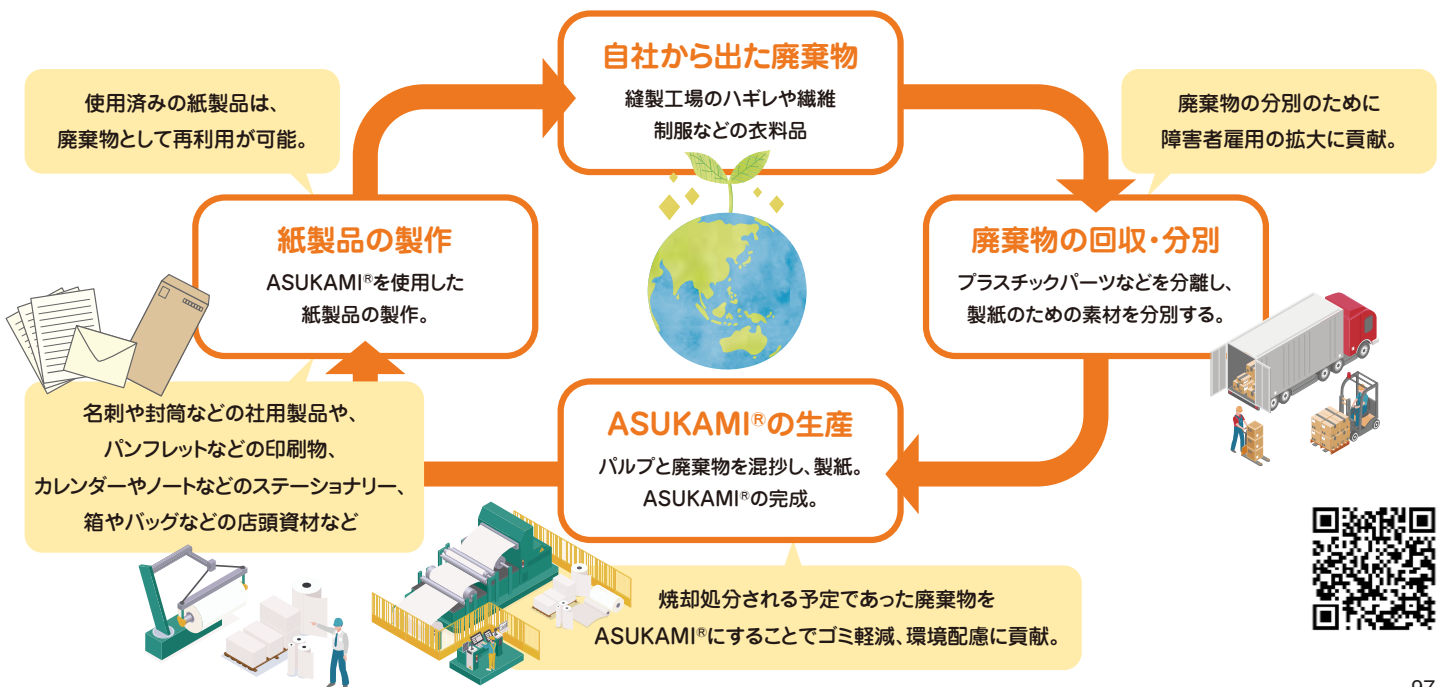 自社から出た廃棄物
縫製工場のハギレや繊維
制服などの衣料品
廃棄物の分別のために
障害者雇用の拡大に貢献。
廃棄物の回収・分別
プラスチックパーツなどを分離し、
製紙のための素材を分別する。
ASUKAMI®の生産
パルプと廃棄物を混抄し、製紙。
ASUKAMI®の完成。
焼却処分される予定であった廃棄物を
ASUKAMI®にすることでゴミ軽減、環境配慮に貢献。
紙製品の製作
ASUKAMI®を使用した
紙製品の製作。
名刺や封筒などの社用製品や、
パンフレットなどの印刷物、
カレンダーやノートなどのステーショナリー、
箱やバッグなどの店頭資材など
使用済みの紙製品は、
廃棄物として再利用が可能。
97